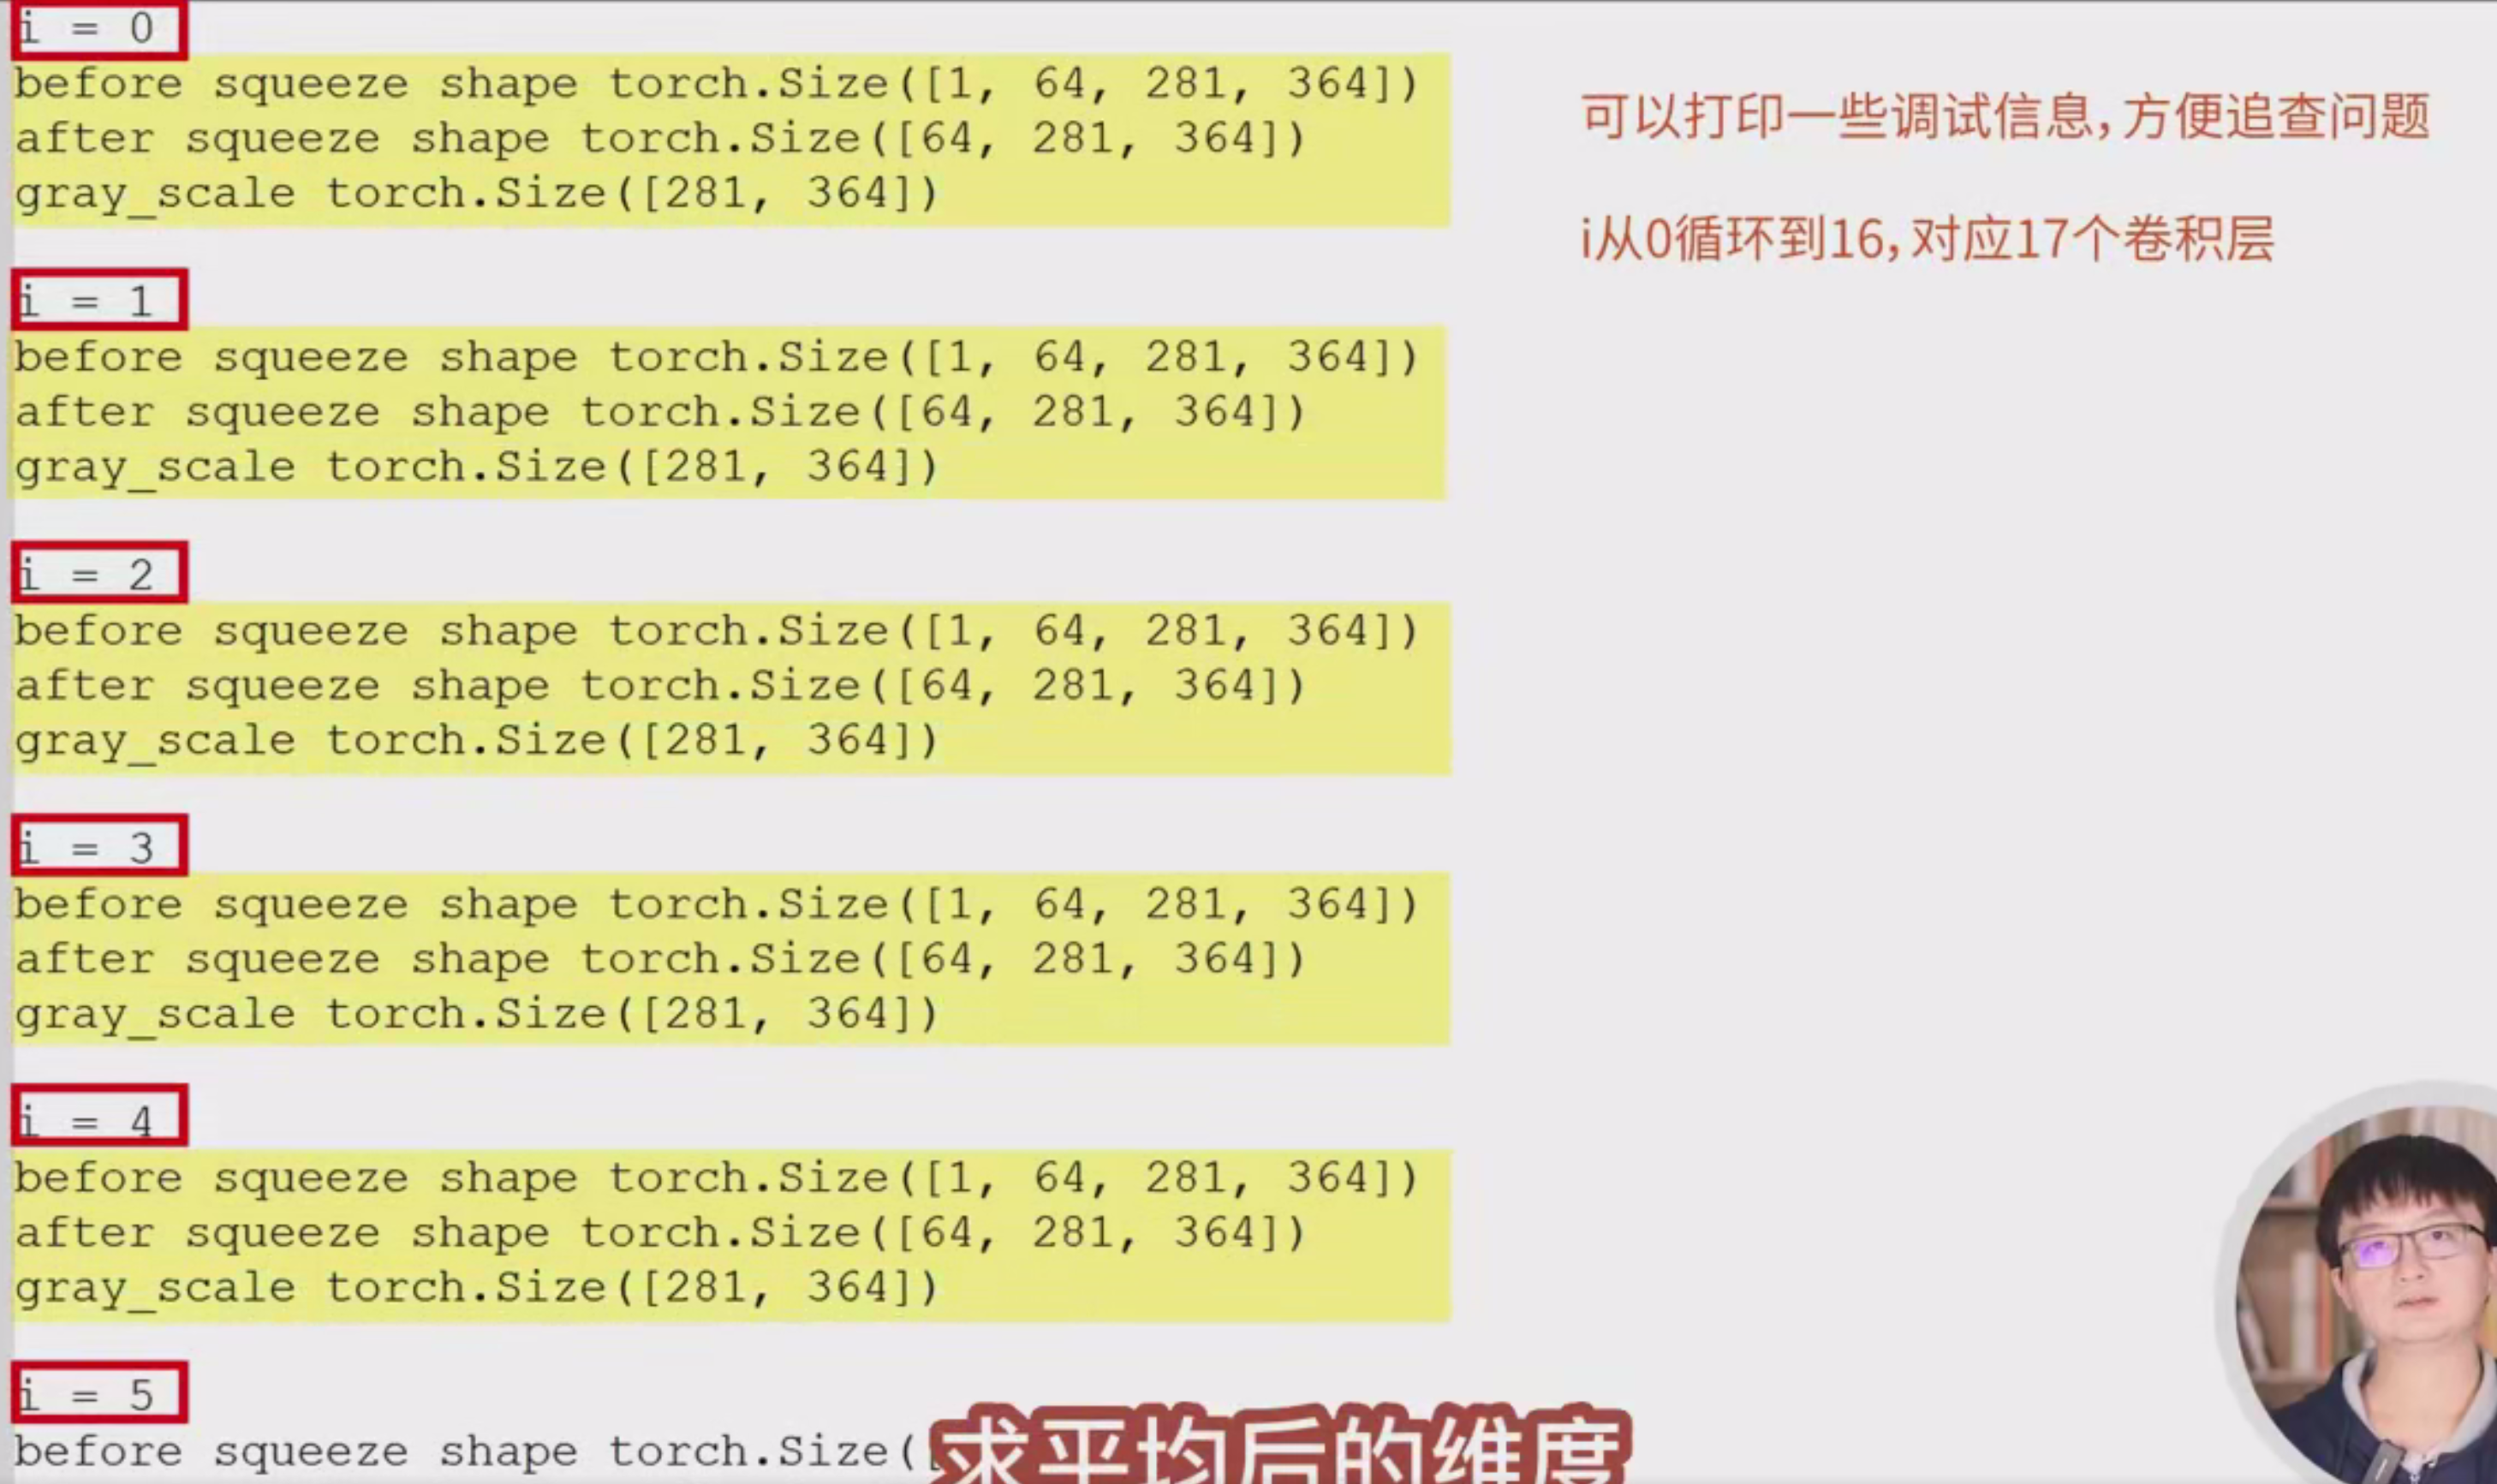 i = 0
before squeeze shape torch.Size([1, 64, 281, 364])
after squeeze shape torch.Size([64, 281, 364])
gray_scale torch.Size([281, 364])
可以打印一些调试信息，方便追查问题
i从0循环到16，对应17个卷积层
i = 1
before squeeze shape torch.Size([1, 64, 281, 364])
after squeeze shape torch.Size([64, 281, 364])
gray_scale torch.Size([281, 364])
i = 2
before squeeze shape torch.Size([1, 64, 281, 364])
after squeeze shape torch.Size([64, 281, 364])
gray_scale torch.Size([281, 364])
i = 3
before squeeze shape torch.Size([1, 64, 281, 364])
after squeeze shape torch.Size([64, 281, 364])
gray_scale torch.Size([281, 364])
i = 4
before squeeze shape torch.Size([1, 64, 281, 364])
after squeeze shape torch.Size([64, 281, 364])
gray_scale torch.Size([281, 364])
i = 5
before squeeze shape torch.Size([
求平均后的维度